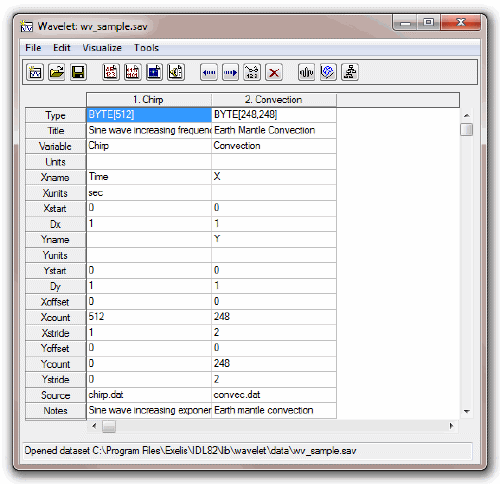 Wavelet: wv_sample.sav
File Edit Visualize Tools
1. Chirp 2. Convection
Type BYTE[512] BYTE[248,248]
Title Sine wave increasing frequenc Earth Mantle Convection
Variable Chirp Convection
Units
Xname Time X
Xunits sec
Xstart 0 0
Dx 1 1
Yname Y
Yunits
Ystart 0 0
Dy 1 1
Xoffset 0 0
Xcount 512 248
Xstride 1 2
Yoffset 0 0
Ycount 0 248
Ystride 0 2
Source chirp.dat convec.dat
Notes Sine wave increasing exponer Earth mantle convection
Opened dataset C:\Program Files\Exelis\IDL82\lib\wavelet\data\wv_sample.sav